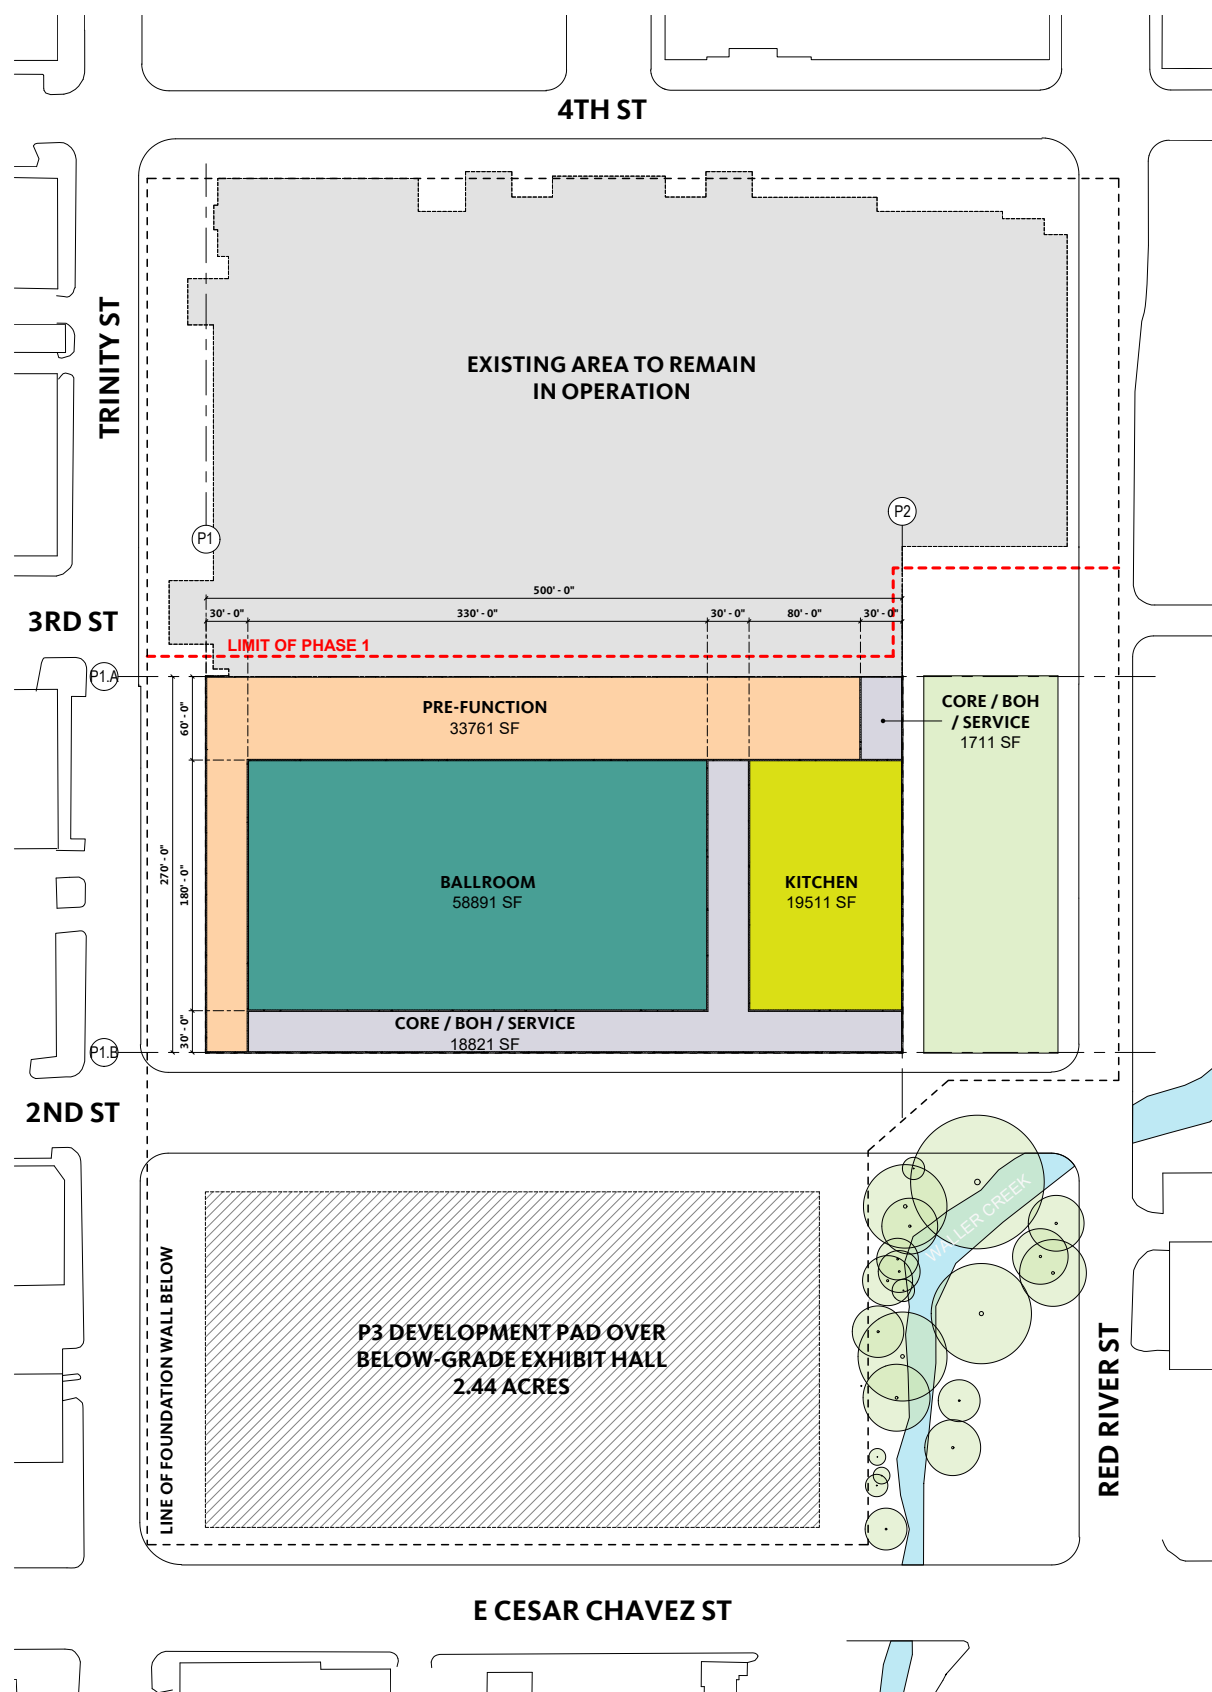 4TH ST
TRINITY ST
EXISTING AREA TO REMAIN
IN OPERATION
P1
P2
500' - 0"
30' - 0"
330' - 0"
30' - 0"
80' - 0"
30' - 0"
3RD ST
LIMIT OF PHASE 1
P1.A
PRE-FUNCTION
33761 SF
CORE / BOH
/ SERVICE
1711 SF
60' - 0"
270' - 0"
180' - 0"
BALLROOM
58891 SF
KITCHEN
19511 SF
30' - 0"
CORE / BOH / SERVICE
18821 SF
P1.B
2ND ST
WALLER CREEK
LINE OF FOUNDATION WALL BELOW
P3 DEVELOPMENT PAD OVER
BELOW-GRADE EXHIBIT HALL
2.44 ACRES
RED RIVER ST
E CESAR CHAVEZ ST